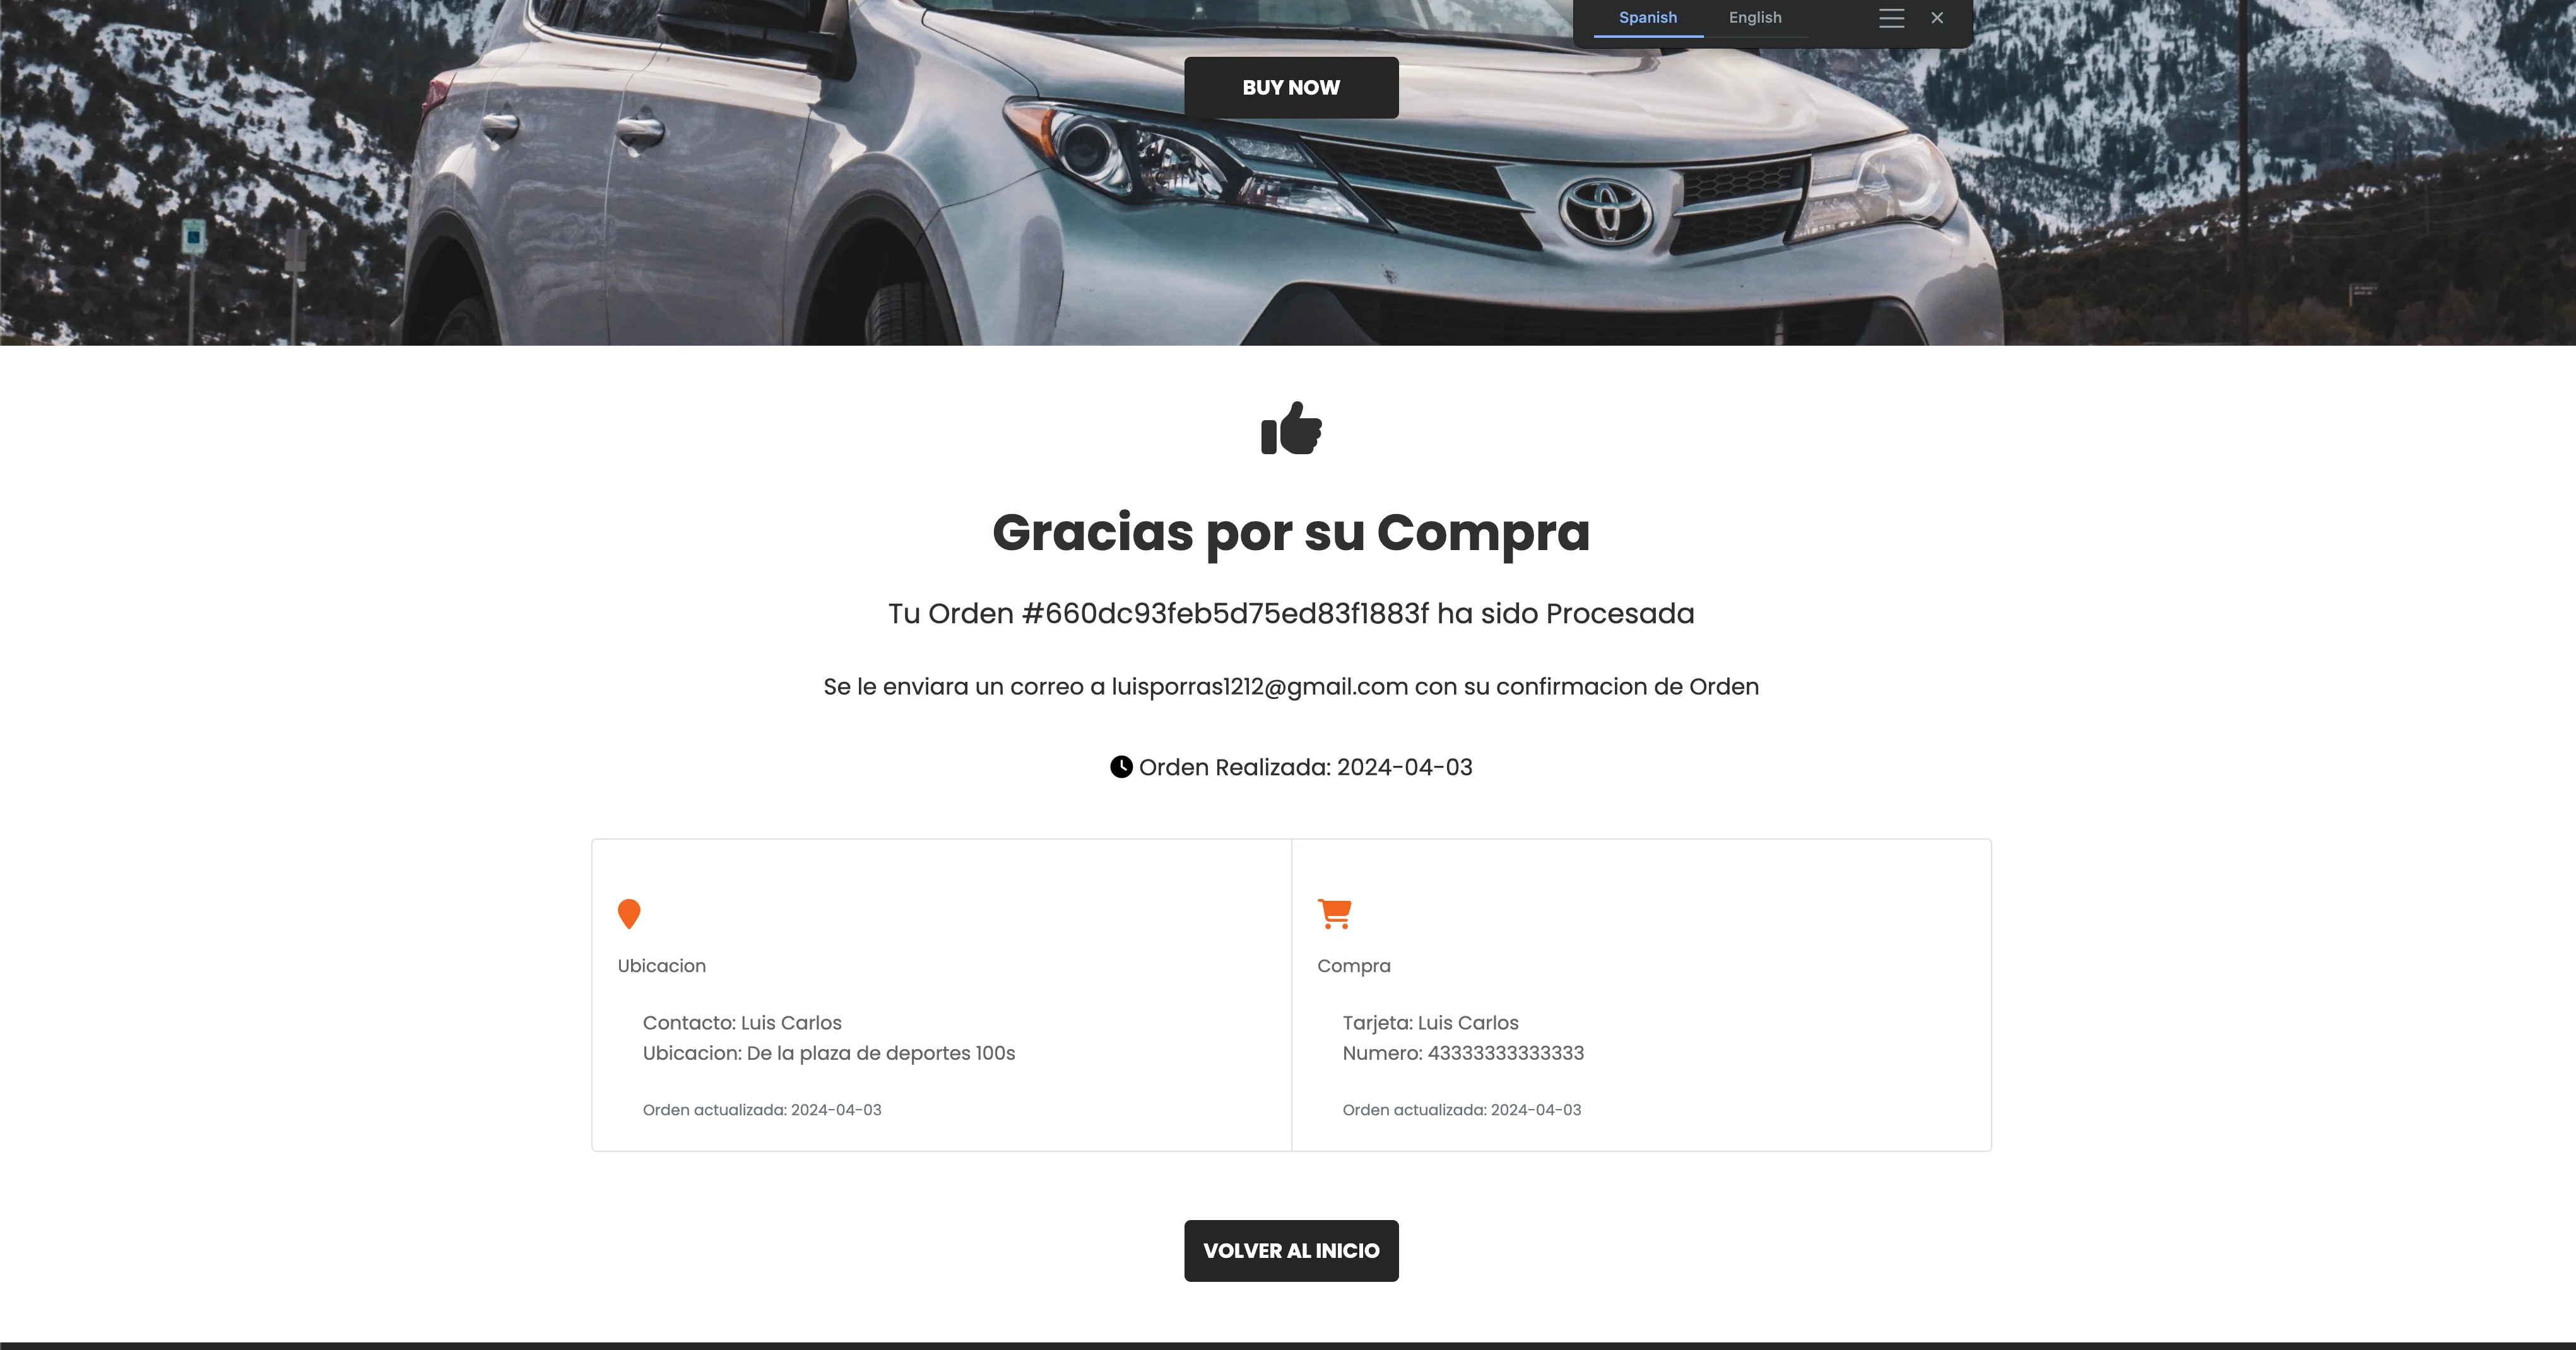 Spanish English
BUY NOW
Gracias por su Compra
Tu Orden #660dc93feb5d75ed83f1883f ha sido Procesada
Se le enviara un correo a luisporras1212@gmail.com con su confirmacion de Orden
Orden Realizada: 2024-04-03
Ubicacion
Contacto: Luis Carlos
Ubicacion: De la plaza de deportes 100s
Orden actualizada: 2024-04-03
Compra
Tarjeta: Luis Carlos
Numero: 43333333333333
Orden actualizada: 2024-04-03
VOLVER AL INICIO